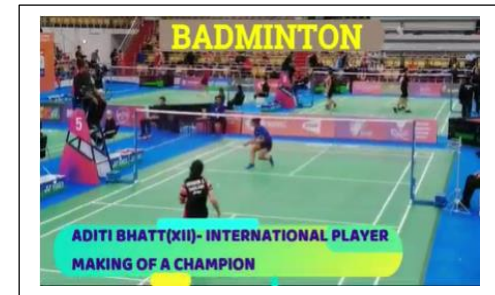 BADMINTON
5
ADITI BHATT(XII)- INTERNATIONAL PLAYER
MAKING OF A CHAMPION